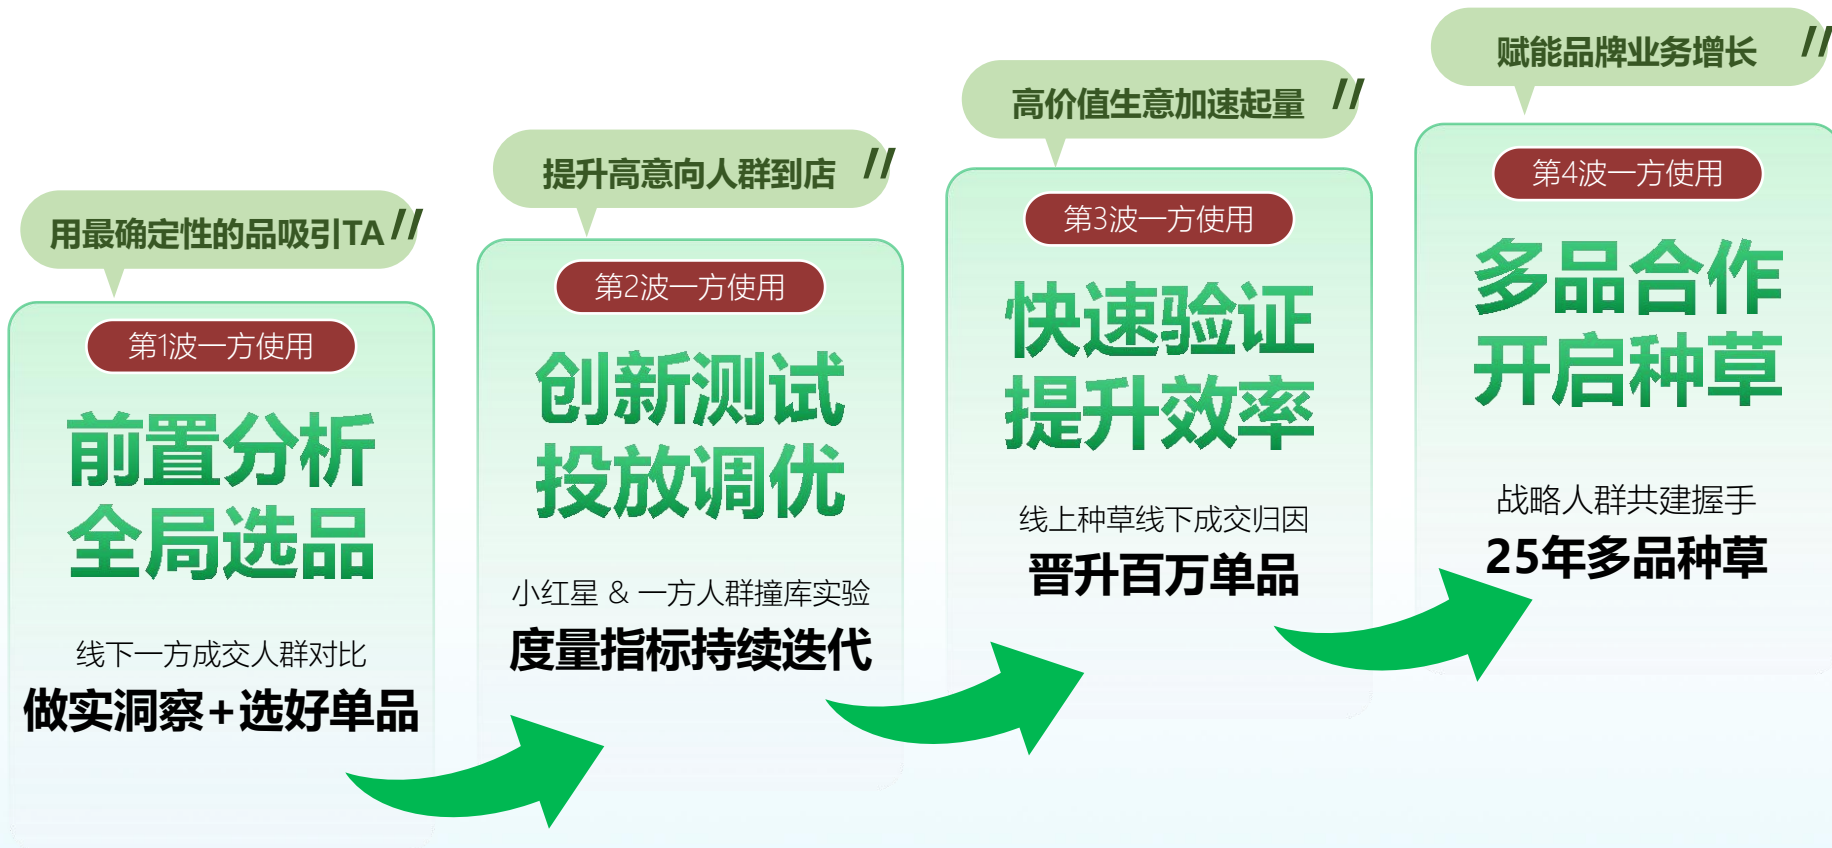 用最确定性的品吸引TA
第1波一方使用
前置分析
全局选品
线下一方成交人群对比
做实洞察+选好单品
提升高意向人群到店
第2波一方使用
创新测试
投放调优
小红星 & 一方人群撞库实验
度量指标持续迭代
高价值生意加速起量
第3波一方使用
快速验证
提升效率
线上种草线下成交归因
晋升百万单品
赋能品牌业务增长
第4波一方使用
多品合作
开启种草
战略人群共建握手
25年多品种草